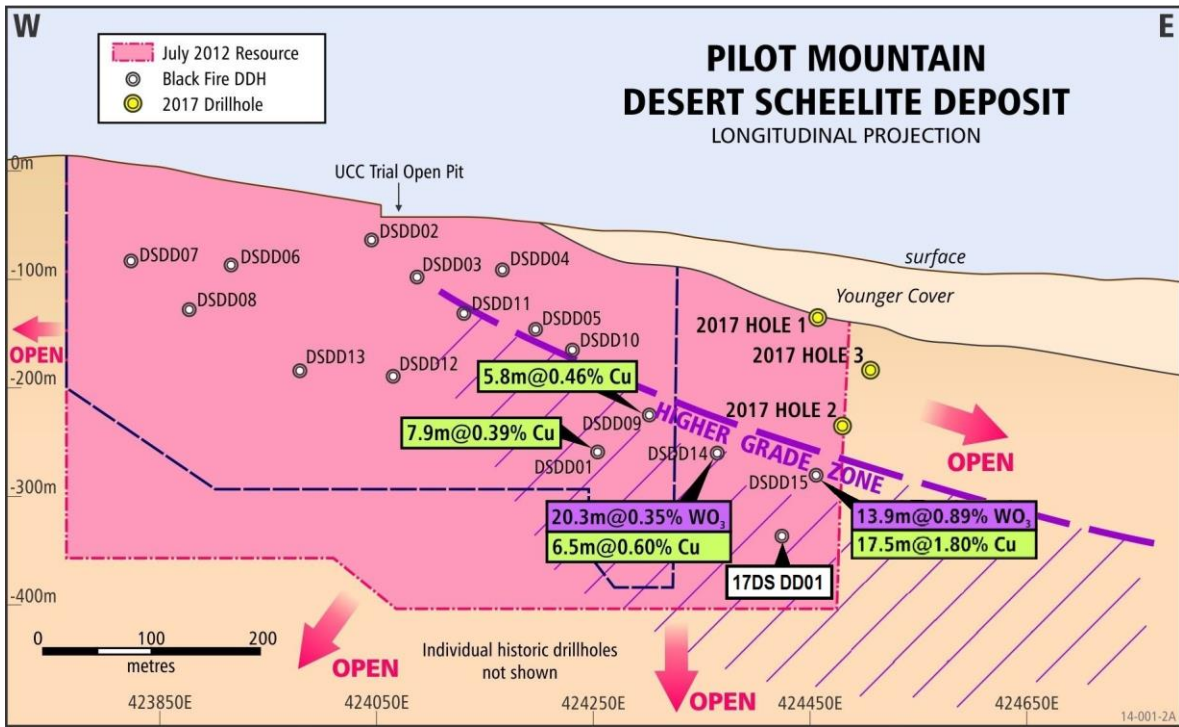 W
E
July 2012 Resource
Black Fire DDH
2017 Drillhole
PILOT MOUNTAIN
DESERT SCHEELITE DEPOSIT
LONGITUDINAL PROJECTION
0m
-100m
-200m
-300m
-400m
UCC Trial Open Pit
surface
Younger Cover
DSDD02
DSDD07
DSDD06
DSDD03
DSDD04
DSDD08
DSDD11
DSDD05
DSDD10
DSDD13
DSDD12
2017 HOLE 1
2017 HOLE 3
2017 HOLE 2
OPEN
5.8m@0.46% Cu
DSDD09
7.9m@0.39% Cu
DSDD01
HIGHER GRADE ZONE
DSDD14
DSDD15
OPEN
20.3m@0.35% WO₃
6.5m@0.60% Cu
13.9m@0.89% WO₃
17.5m@1.80% Cu
17DS DD01
0 100 200
metres
OPEN
Individual historic drillholes
not shown
OPEN
423850E
424050E
424250E
424450E
424650E
14-001-2A